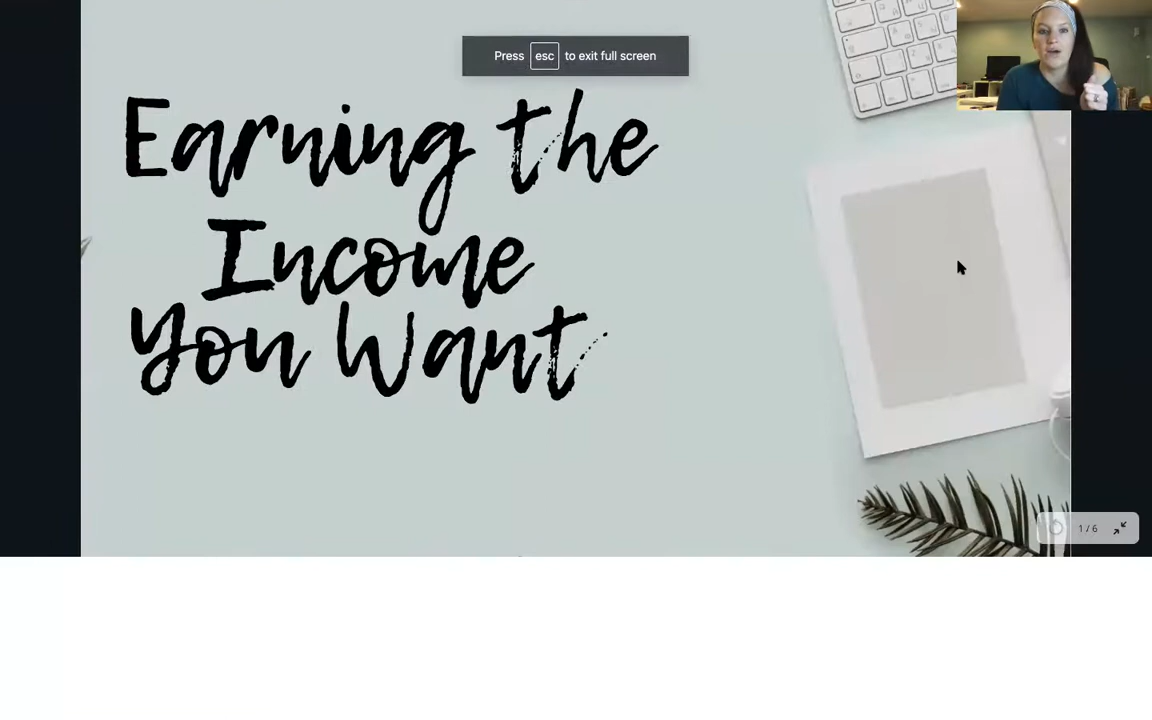 Press esc to exit full screen
Earning the
Income
You Want
1 / 6